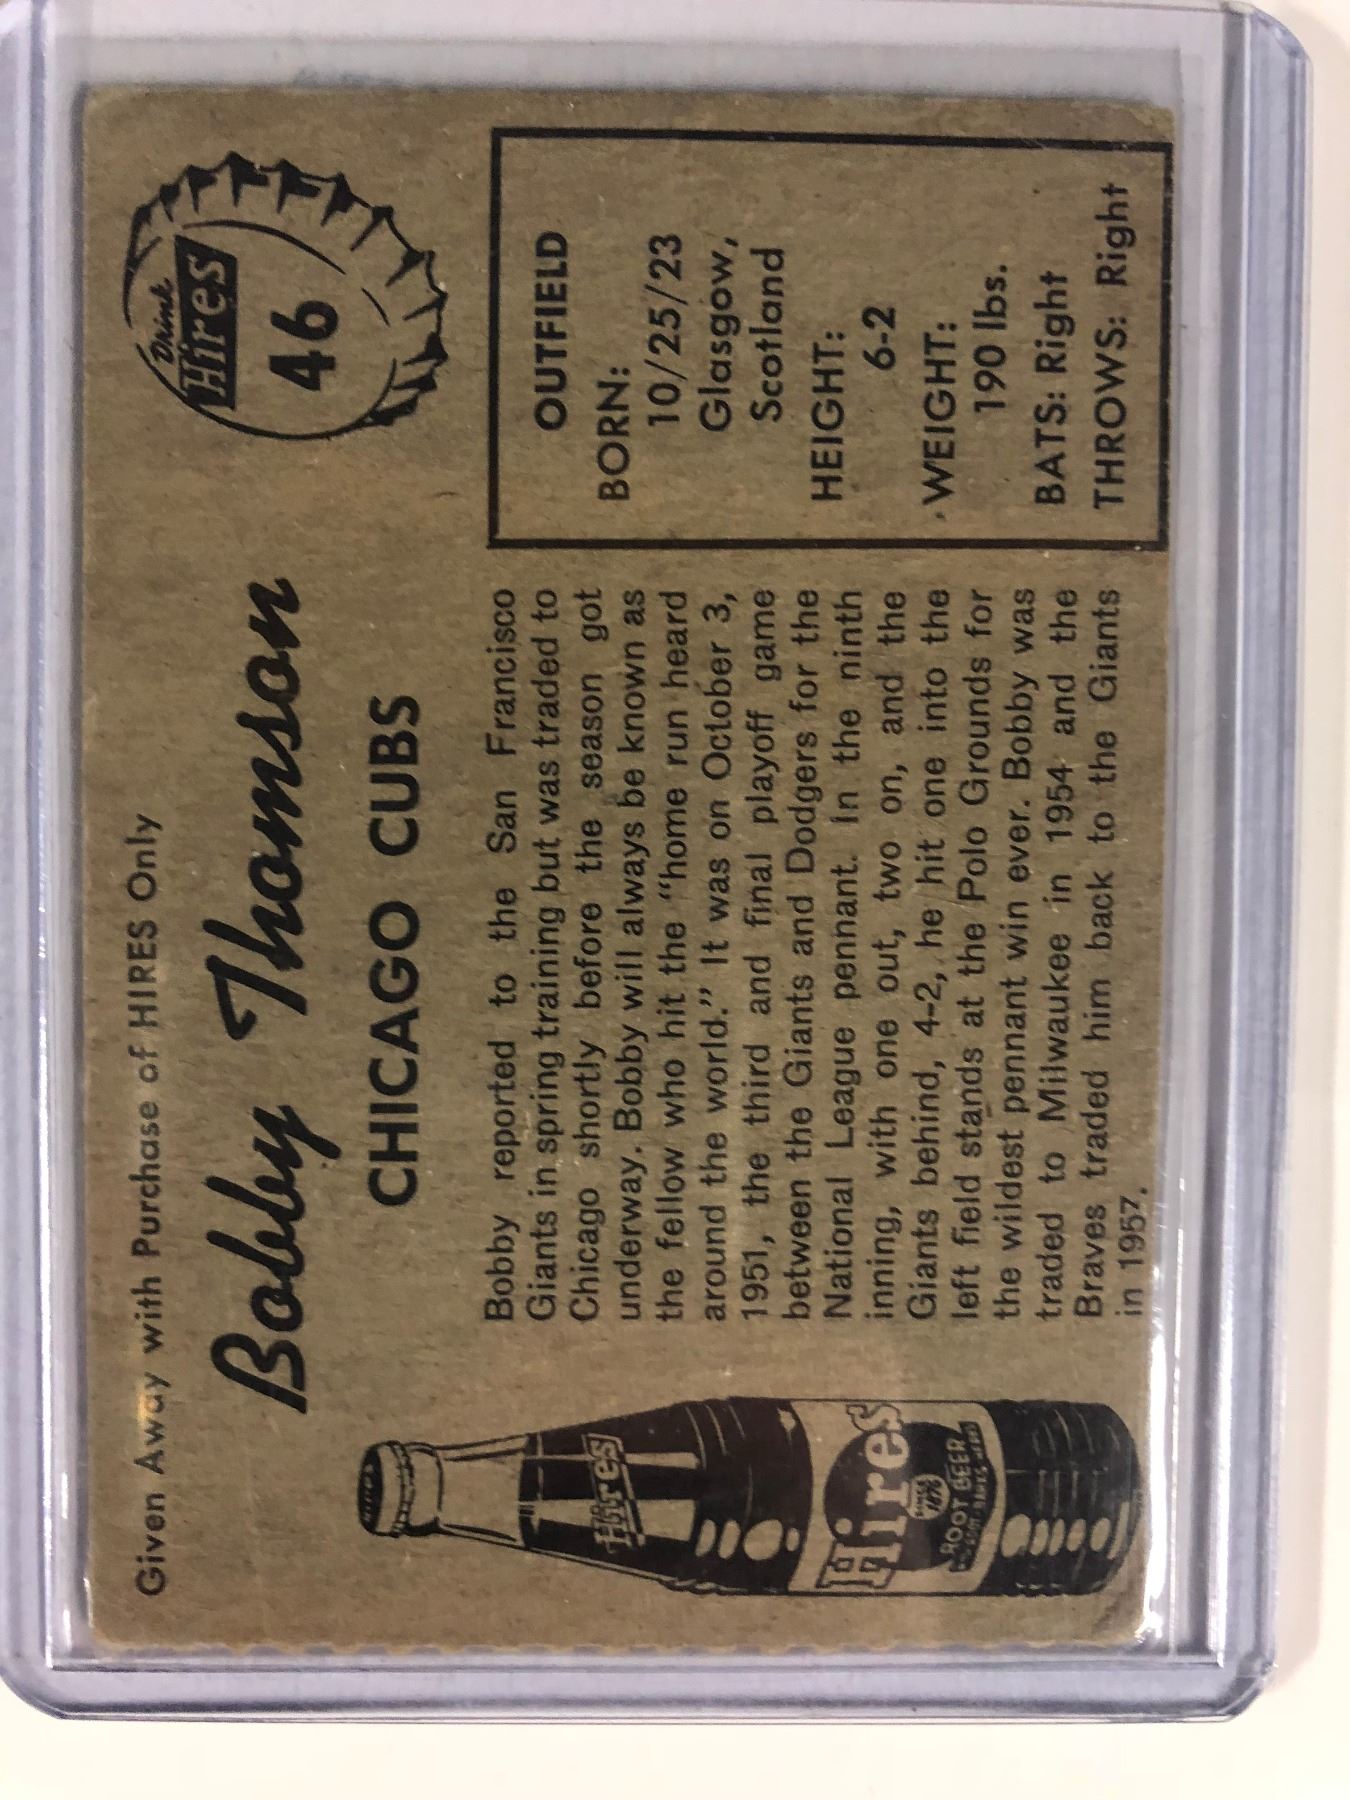 Given Away with Purchase of HIRES Only
Drink
Hires
46
Bobby Thomson
CHICAGO CUBS
Bobby reported to the San Francisco
Giants in spring training but was traded to
Chicago shortly before the season got
underway. Bobby will always be known as
the fellow who hit the “home run heard
around the world.” It was on October 3,
1951, the third and final playoff game
between the Giants and Dodgers for the
National League pennant. In the ninth
inning, with one out, two on, and the
Giants behind, 4-2, he hit one into the
left field stands at the Polo Grounds for
the wildest pennant win ever. Bobby was
traded to Milwaukee in 1954 and the
Braves traded him back to the Giants
in 1957.
OUTFIELD
BORN:
10/25/23
Glasgow,
Scotland
HEIGHT:
6-2
WEIGHT:
190 lbs.
BATS: Right
THROWS: Right
Hires
Hires
SINCE
1876
ROOT BEER